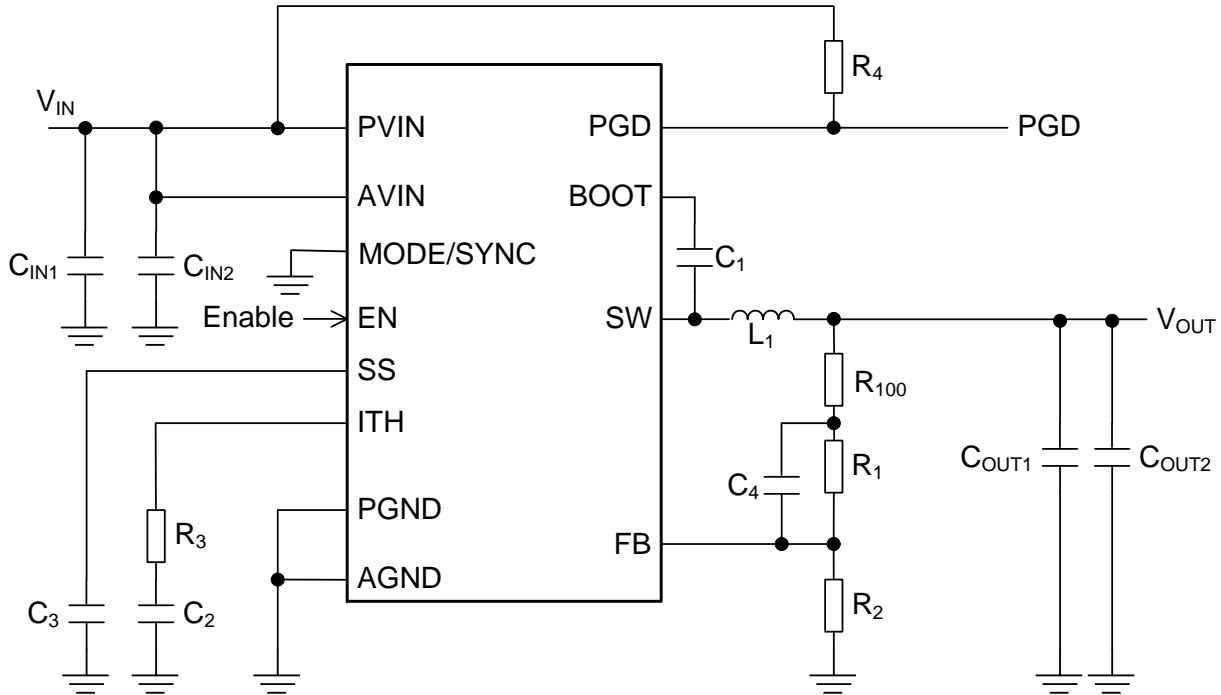 R4
VIN
PVIN
PGD
PGD
AVIN
BOOT
MODE/SYNC
C1
CIN1
CIN2
Enable
EN
SW
L1
VOUT
SS
R100
ITH
COUT1
COUT2
R1
C4
PGND
R3
FB
AGND
C3
C2
R2